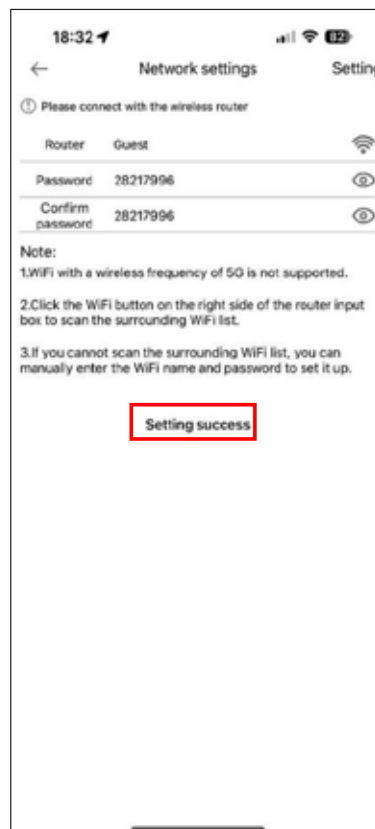 18:32
82
Network settings
Setting
Please connect with the wireless router
Router Guest
Password 28217996
Confirm
password 28217996
Note:
1.WiFi with a wireless frequency of 5G is not supported.
2.Click the WiFi button on the right side of the router input
box to scan the surrounding WiFi list.
3.If you cannot scan the surrounding WiFi list, you can
manually enter the WiFi name and password to set it up.
Setting success